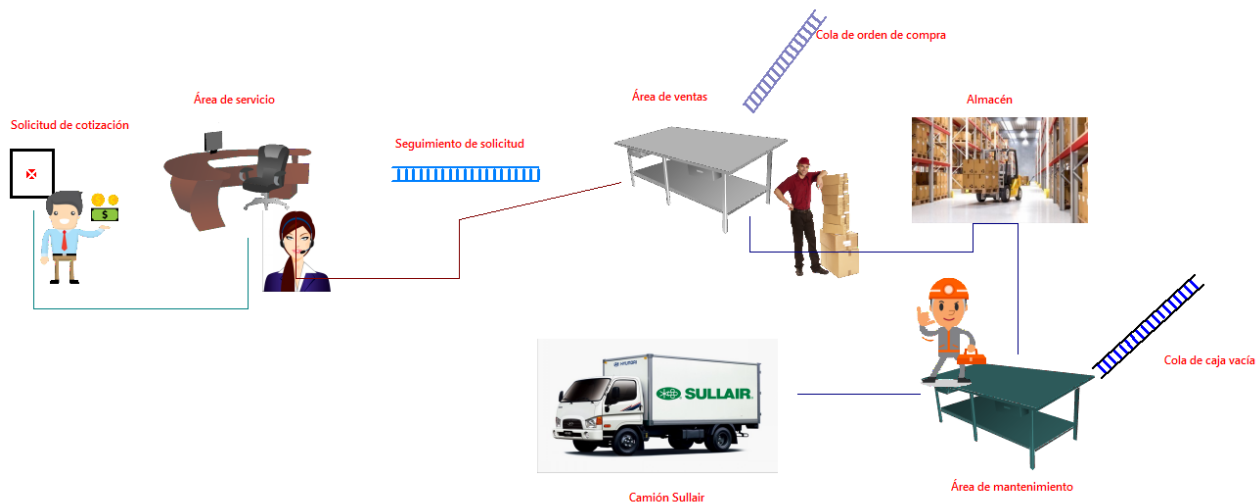 Cola de orden de compra
Área de servicio
Área de ventas
Almacén
Solicitud de cotización
Seguimiento de solicitud
$
Cola de caja vacía
HYUNDAI
SULLAIR
Área de mantenimiento
Camión Sullair